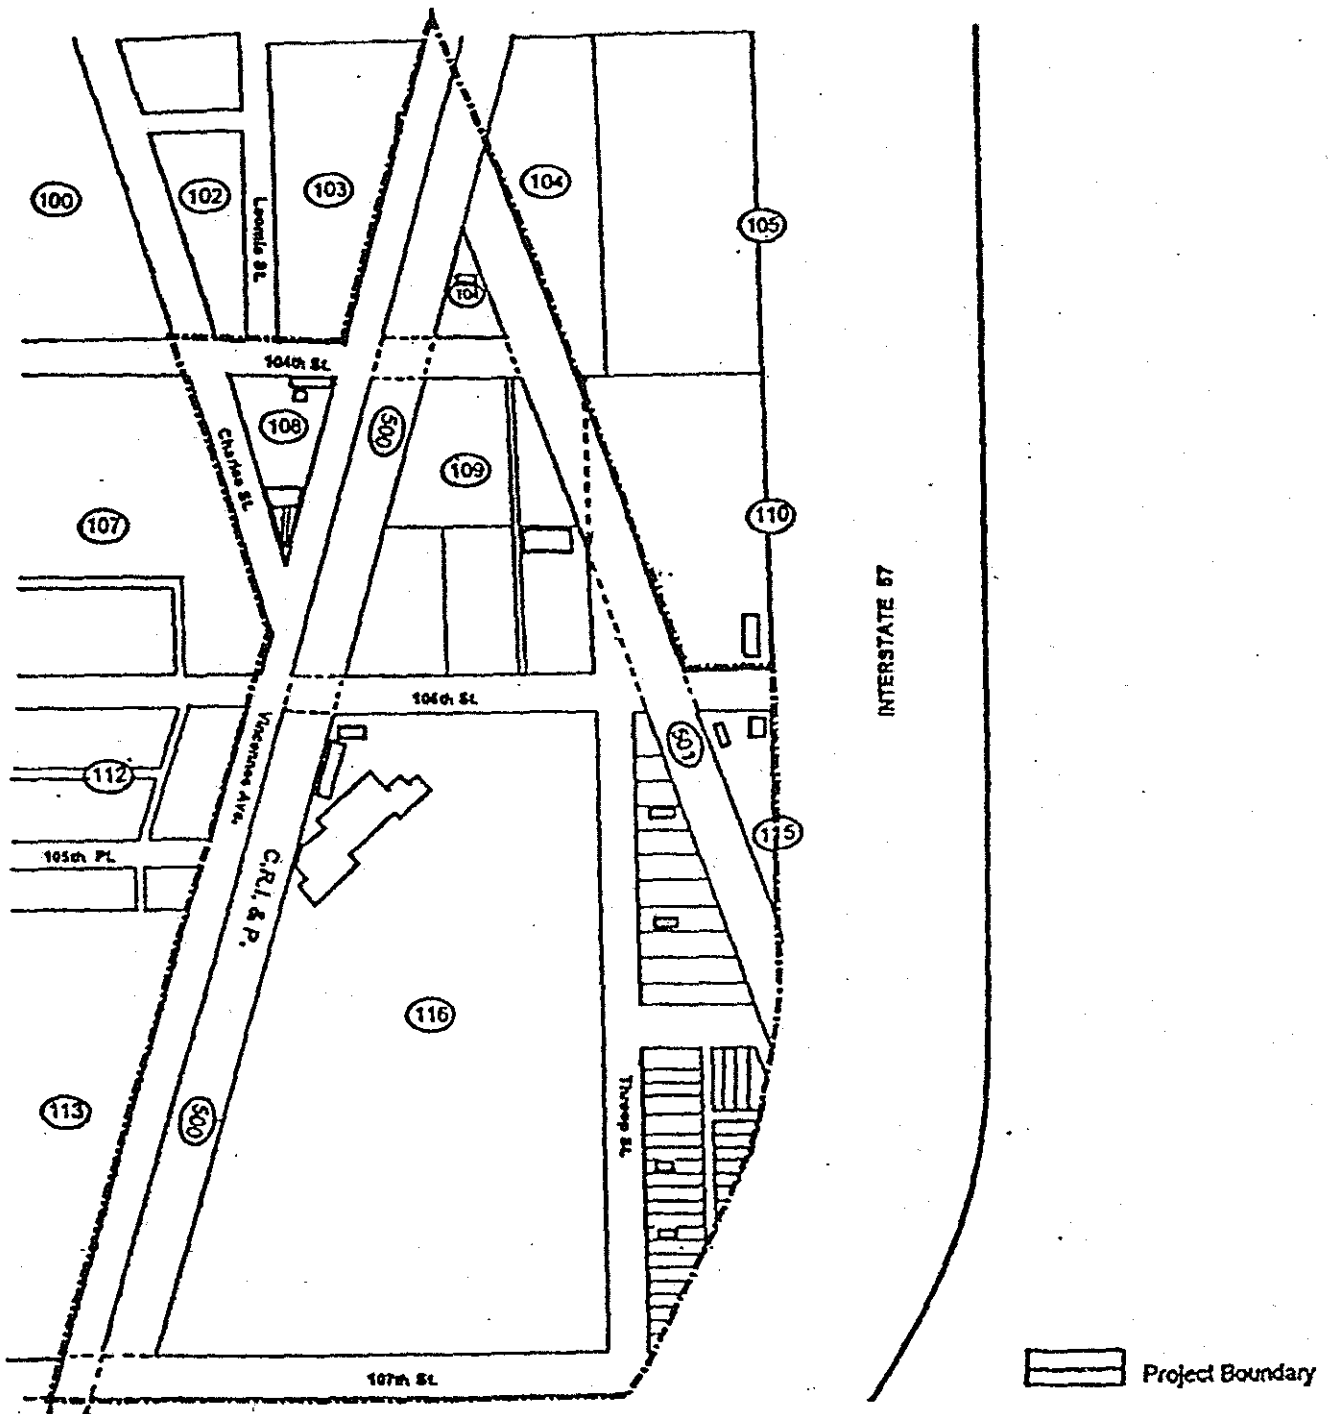 100
102
Loomis St.
103
104
105
104
104th St.
108
500
Charles St.
109
107
110
INTERSTATE 57
106th St.
Vincennes Ave.
501
112
115
105th Pl.
C.R.I. & P.
116
113
500
Throop St.
107th St.
Project Boundary